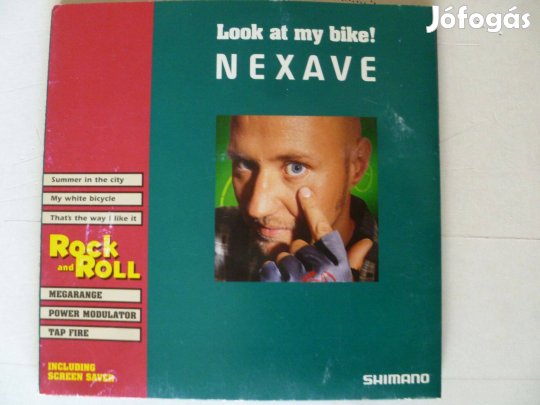 Jófogás
Look at my bike!
NEXAVE
Summer in the city
My white bicycle
That's the way I like it
Rock
and ROLL
MEGARANGE
POWER MODULATOR
TAP FIRE
INCLUDING
SCREEN SAVER
SHIMANO